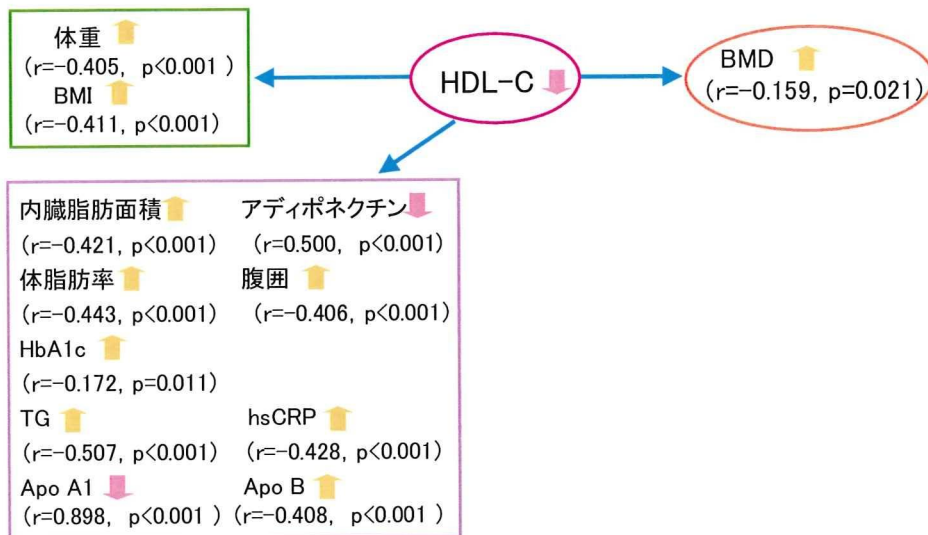 体重
(r=-0.405, p<0.001 )
BMI
(r=-0.411, p<0.001)
HDL-C
BMD
(r=-0.159, p=0.021)
内臓脂肪面積 アディポネクチン
(r=-0.421, p<0.001) (r=0.500, p<0.001)
体脂肪率 腹囲
(r=-0.443, p<0.001) (r=-0.406, p<0.001)
HbA1c
(r=-0.172, p=0.011)
TG hsCRP
(r=-0.507, p<0.001) (r=-0.428, p<0.001)
Apo A1 Apo B
(r=0.898, p<0.001 ) (r=-0.408, p<0.001 )